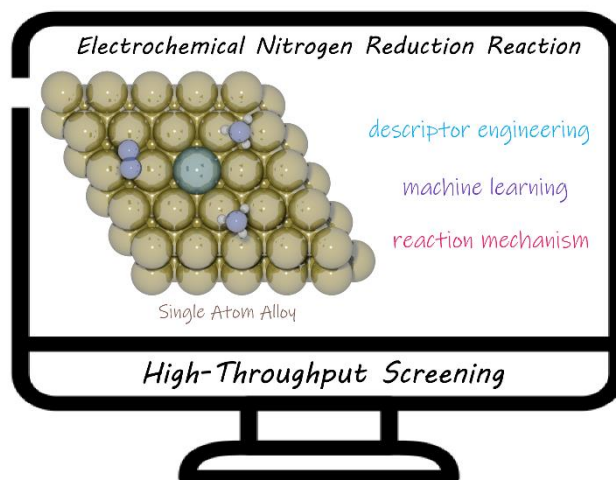 Electrochemical Nitrogen Reduction Reaction
descriptor engineering
machine learning
reaction mechanism
Single Atom Alloy
High-Throughput Screening